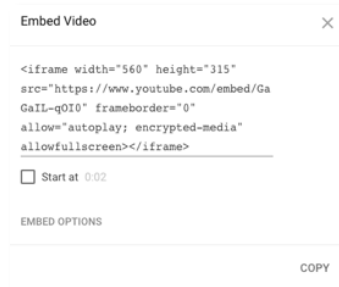 Embed Video
<iframe width="560" height="315"
src="https://www.youtube.com/embed/Ga
GaIL-qOI0" frameborder="0"
allow="autoplay; encrypted-media"
allowfullscreen></iframe>
Start at 0:02
EMBED OPTIONS
COPY